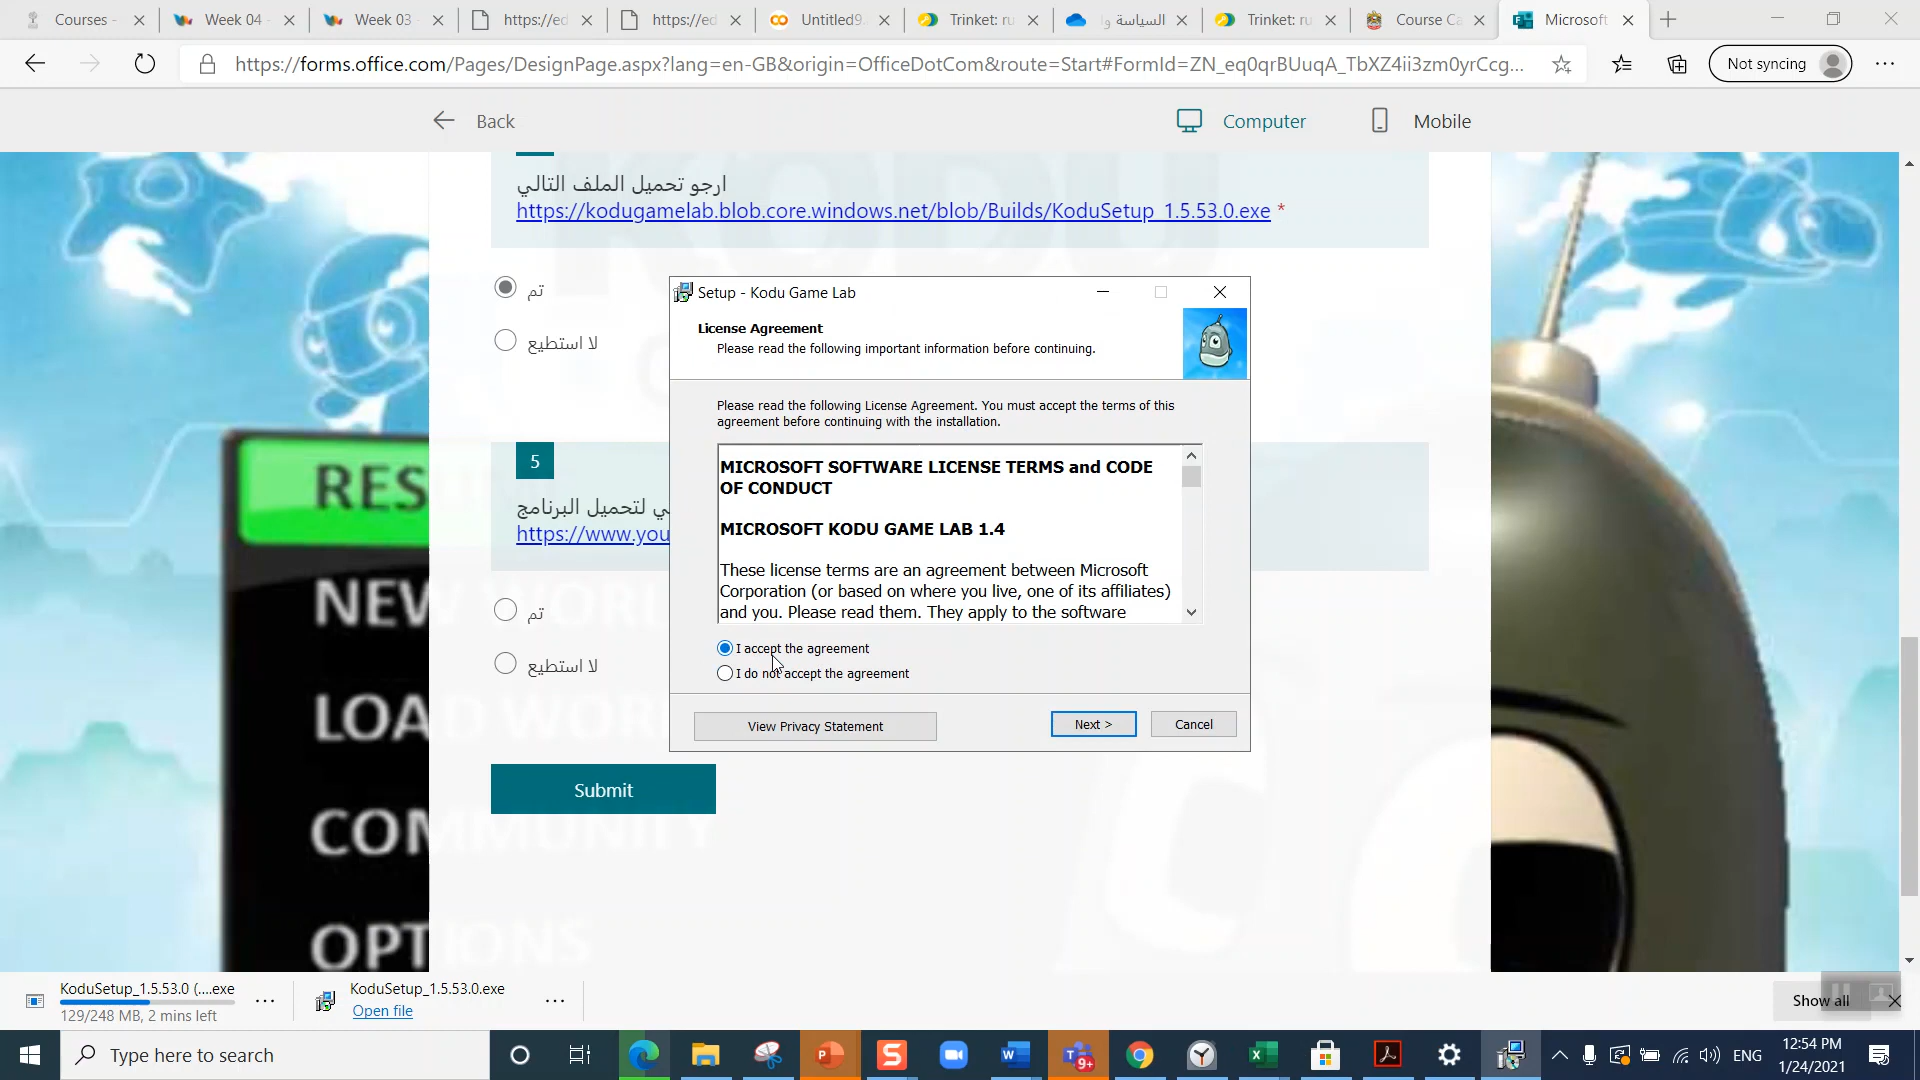 Courses -
Week 04 -
Week 03 -
https://ed
https://ed
Untitled9.
Trinket: ru
السياسة وا
Trinket: ru
Course Ca
Microsoft
https://forms.office.com/Pages/DesignPage.aspx?lang=en-GB&origin=OfficeDotCom&route=Start#FormId=ZN_eq0qrBUuqA_TbXZ4ii3zm0yrCcg...
Not syncing
Back
Computer
Mobile
ارجو تحميل الملف التالي
https://kodugamelab.blob.core.windows.net/blob/Builds/KoduSetup_1.5.53.0.exe *
تم
لا استطيع
Setup - Kodu Game Lab
License Agreement
Please read the following important information before continuing.
Please read the following License Agreement. You must accept the terms of this
agreement before continuing with the installation.
MICROSOFT SOFTWARE LICENSE TERMS and CODE
OF CONDUCT
MICROSOFT KODU GAME LAB 1.4
These license terms are an agreement between Microsoft
Corporation (or based on where you live, one of its affiliates)
and you. Please read them. They apply to the software
I accept the agreement
I do not accept the agreement
View Privacy Statement
Next >
Cancel
5
لتحميل البرنامج
https://www.you
تم
لا استطيع
Submit
KODU
RES
NEW WORL
LOAD WOR
COMMUNITY
OPTIONS
KoduSetup_1.5.53.0 (....exe
129/248 MB, 2 mins left
KoduSetup_1.5.53.0.exe
Open file
Show all
Type here to search
9+
ENG
12:54 PM
1/24/2021